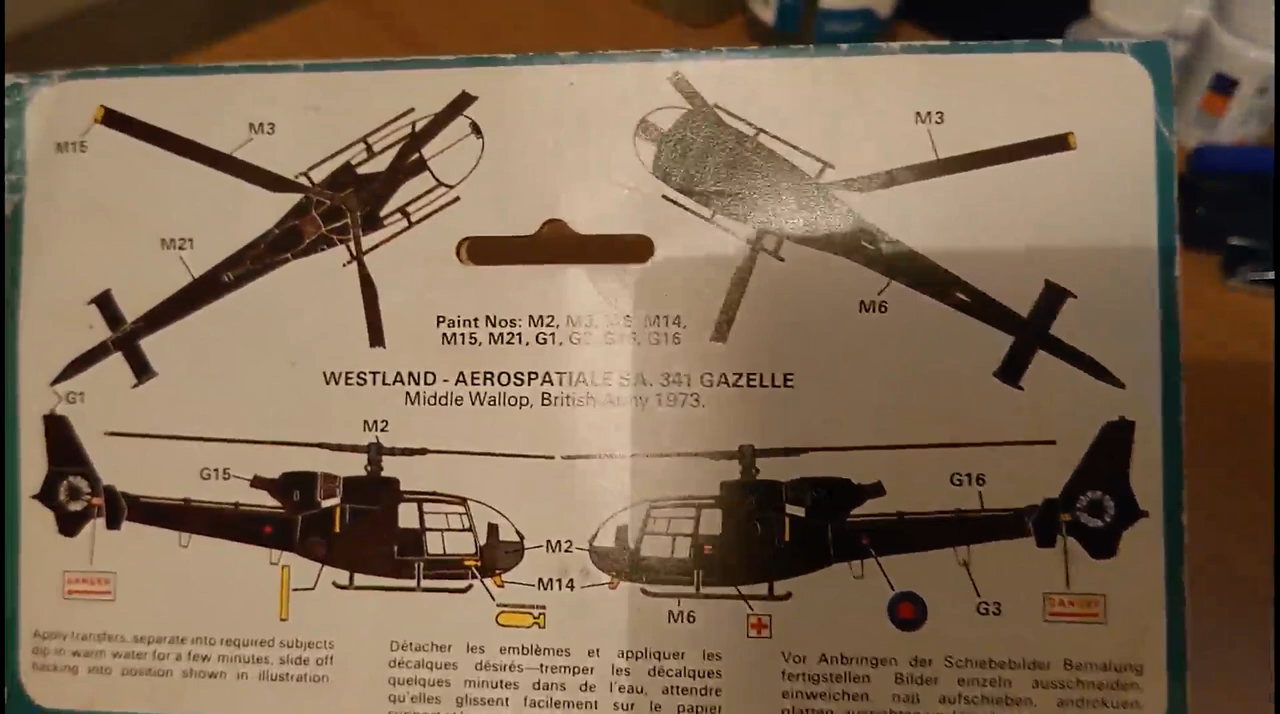 M3
M3
M15
M21
M6
Paint Nos: M2, M3, M6, M14,
M15, M21, G1, G3, G15, G16
WESTLAND - AEROSPATIALE SA. 341 GAZELLE
Middle Wallop, British Army 1973.
G1
M2
G15
G16
M2
M14
DANGER
M6
G3
DANGER
Apply transfers, separate into required subjects
dip in warm water for a few minutes, slide off
backing into position shown in illustration.
Détacher les emblèmes et appliquer les
décalques désirés—tremper les décalques
quelques minutes dans de l'eau, attendre
qu'elles glissent facilement sur le papier
Vor Anbringen der Schiebebilder Bemalung
fertigstellen Bilder einzeln ausschneiden,
einweichen, naß aufschieben, andrücken,